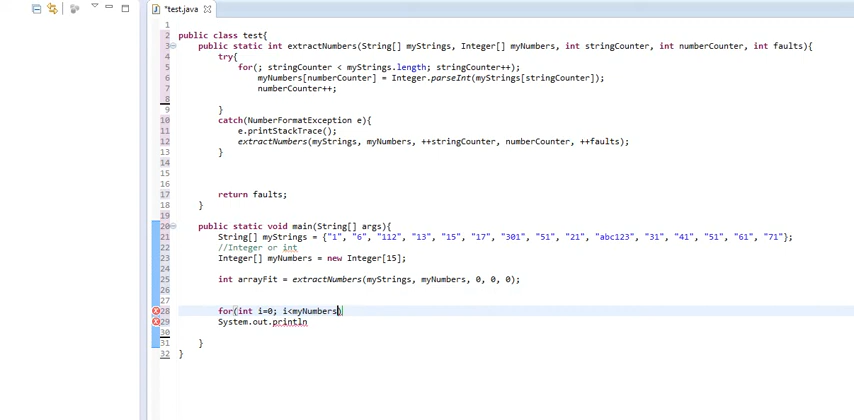 *test.java
1
2 public class test{
3 public static int extractNumbers(String[] myStrings, Integer[] myNumbers, int stringCounter, int numberCounter, int faults){
4 try{
5 for(; stringCounter < myStrings.length; stringCounter++);
6 myNumbers[numberCounter] = Integer.parseInt(myStrings[stringCounter]);
7 numberCounter++;
8
9 }
10 catch(NumberFormatException e){
11 e.printStackTrace();
12 extractNumbers(myStrings, myNumbers, ++stringCounter, numberCounter, ++faults);
13 }
14
15
16
17 return faults;
18 }
19
20 public static void main(String[] args){
21 String[] myStrings = {"1", "6", "112", "13", "15", "17", "301", "51", "21", "abc123", "31", "41", "51", "61", "71"};
22 //Integer or int
23 Integer[] myNumbers = new Integer[15];
24
25 int arrayFit = extractNumbers(myStrings, myNumbers, 0, 0, 0);
26
27
28 for(int i=0; i<myNumbers)
29 System.out.println
30
31 }
32 }